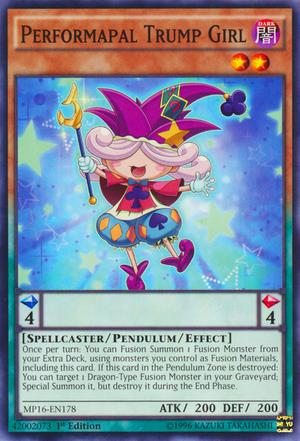 PERFORMAPAL TRUMP GIRL
DARK
闇
4
4
[SPELLCASTER/PENDULUM/EFFECT]
Once per turn: You can Fusion Summon 1 Fusion Monster
from your Extra Deck, using monsters you control as Fusion Materials,
including this card. If this card in the Pendulum Zone is destroyed:
You can target 1 Dragon-Type Fusion Monster in your Graveyard;
Special Summon it, but destroy it during the End Phase.
MP16-EN178
ATK/ 200 DEF/ 200
42002073
1st Edition
©1996 KAZUKI TAKAHASHI